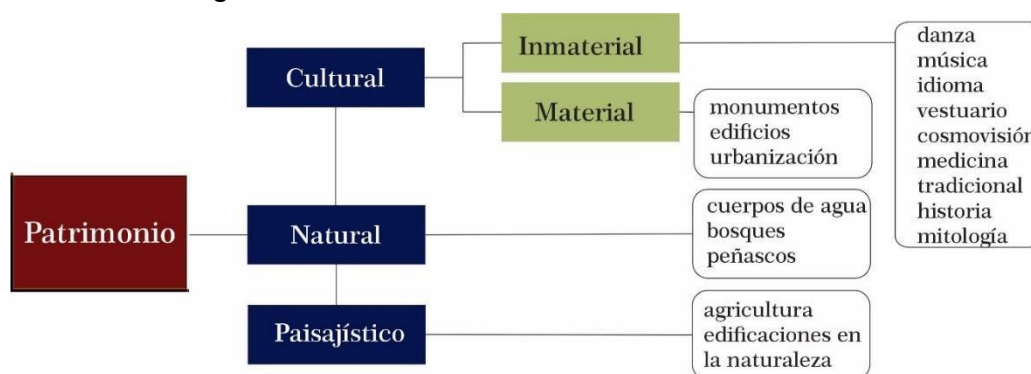 Patrimonio
Cultural
Inmaterial
danza
música
idioma
vestuario
cosmovisión
medicina
tradicional
historia
mitología
Material
monumentos
edificios
urbanización
Natural
cuerpos de agua
bosques
peñascos
Paisajístico
agricultura
edificaciones en
la naturaleza